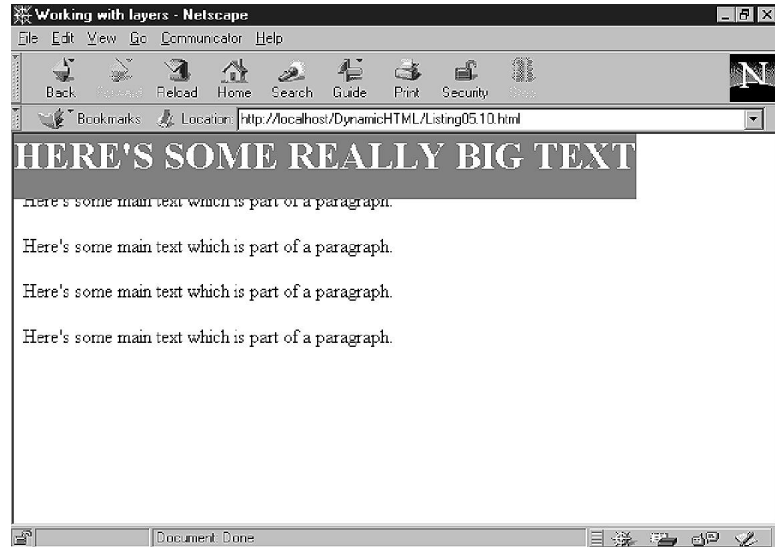 Working with layers - Netscape
File Edit View Go Communicator Help
Back Reload Home Search Guide Print Security
N
Bookmarks Location: http://localhost/DynamicHTML/Listing05.10.html
HERE'S SOME REALLY BIG TEXT
Here's some main text which is part of a paragraph.
Here's some main text which is part of a paragraph.
Here's some main text which is part of a paragraph.
Here's some main text which is part of a paragraph.
Document: Done